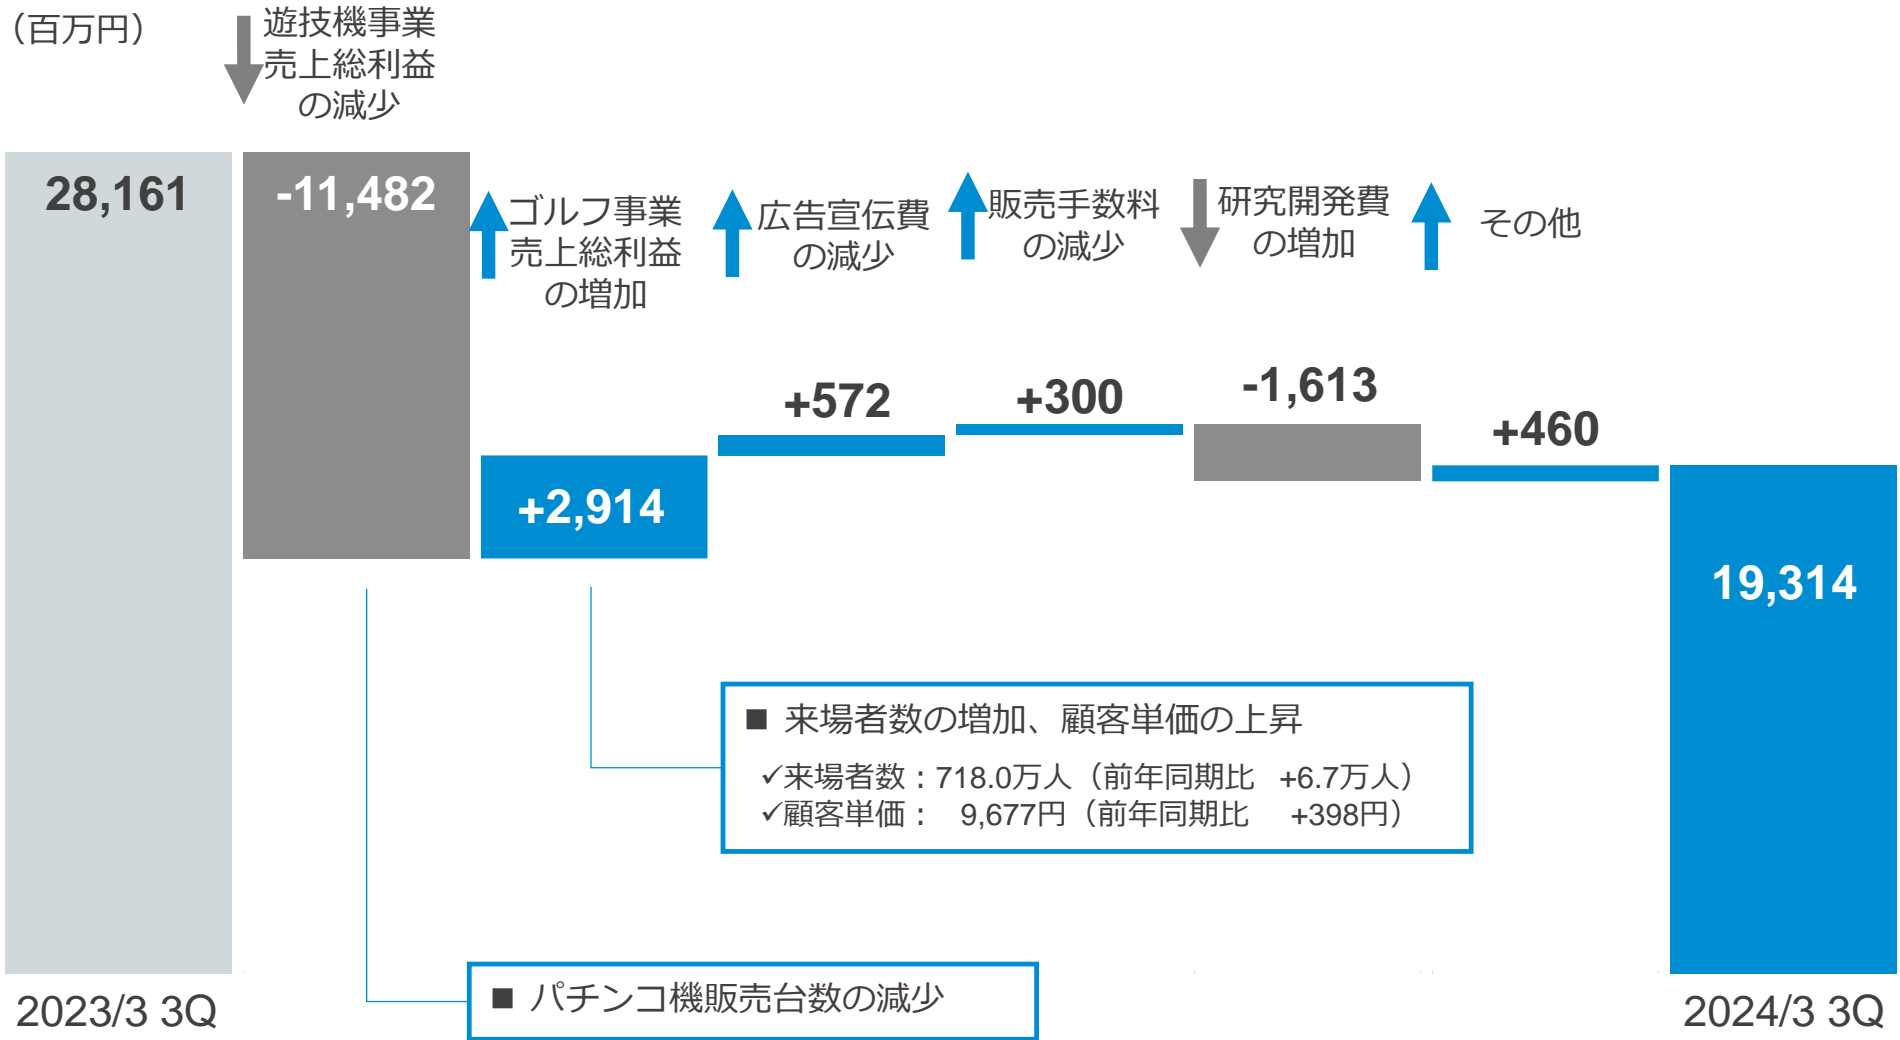 （百万円）
遊技機事業
売上総利益
の減少
28,161
-11,482
ゴルフ事業
売上総利益
の増加
広告宣伝費
の減少
販売手数料
の減少
研究開発費
の増加
その他
+2,914
+572
+300
-1,613
+460
19,314
■ 来場者数の増加、顧客単価の上昇
✓来場者数：718.0万人（前年同期比 +6.7万人）
✓顧客単価： 9,677円（前年同期比 +398円）
■ パチンコ機販売台数の減少
2023/3 3Q
2024/3 3Q